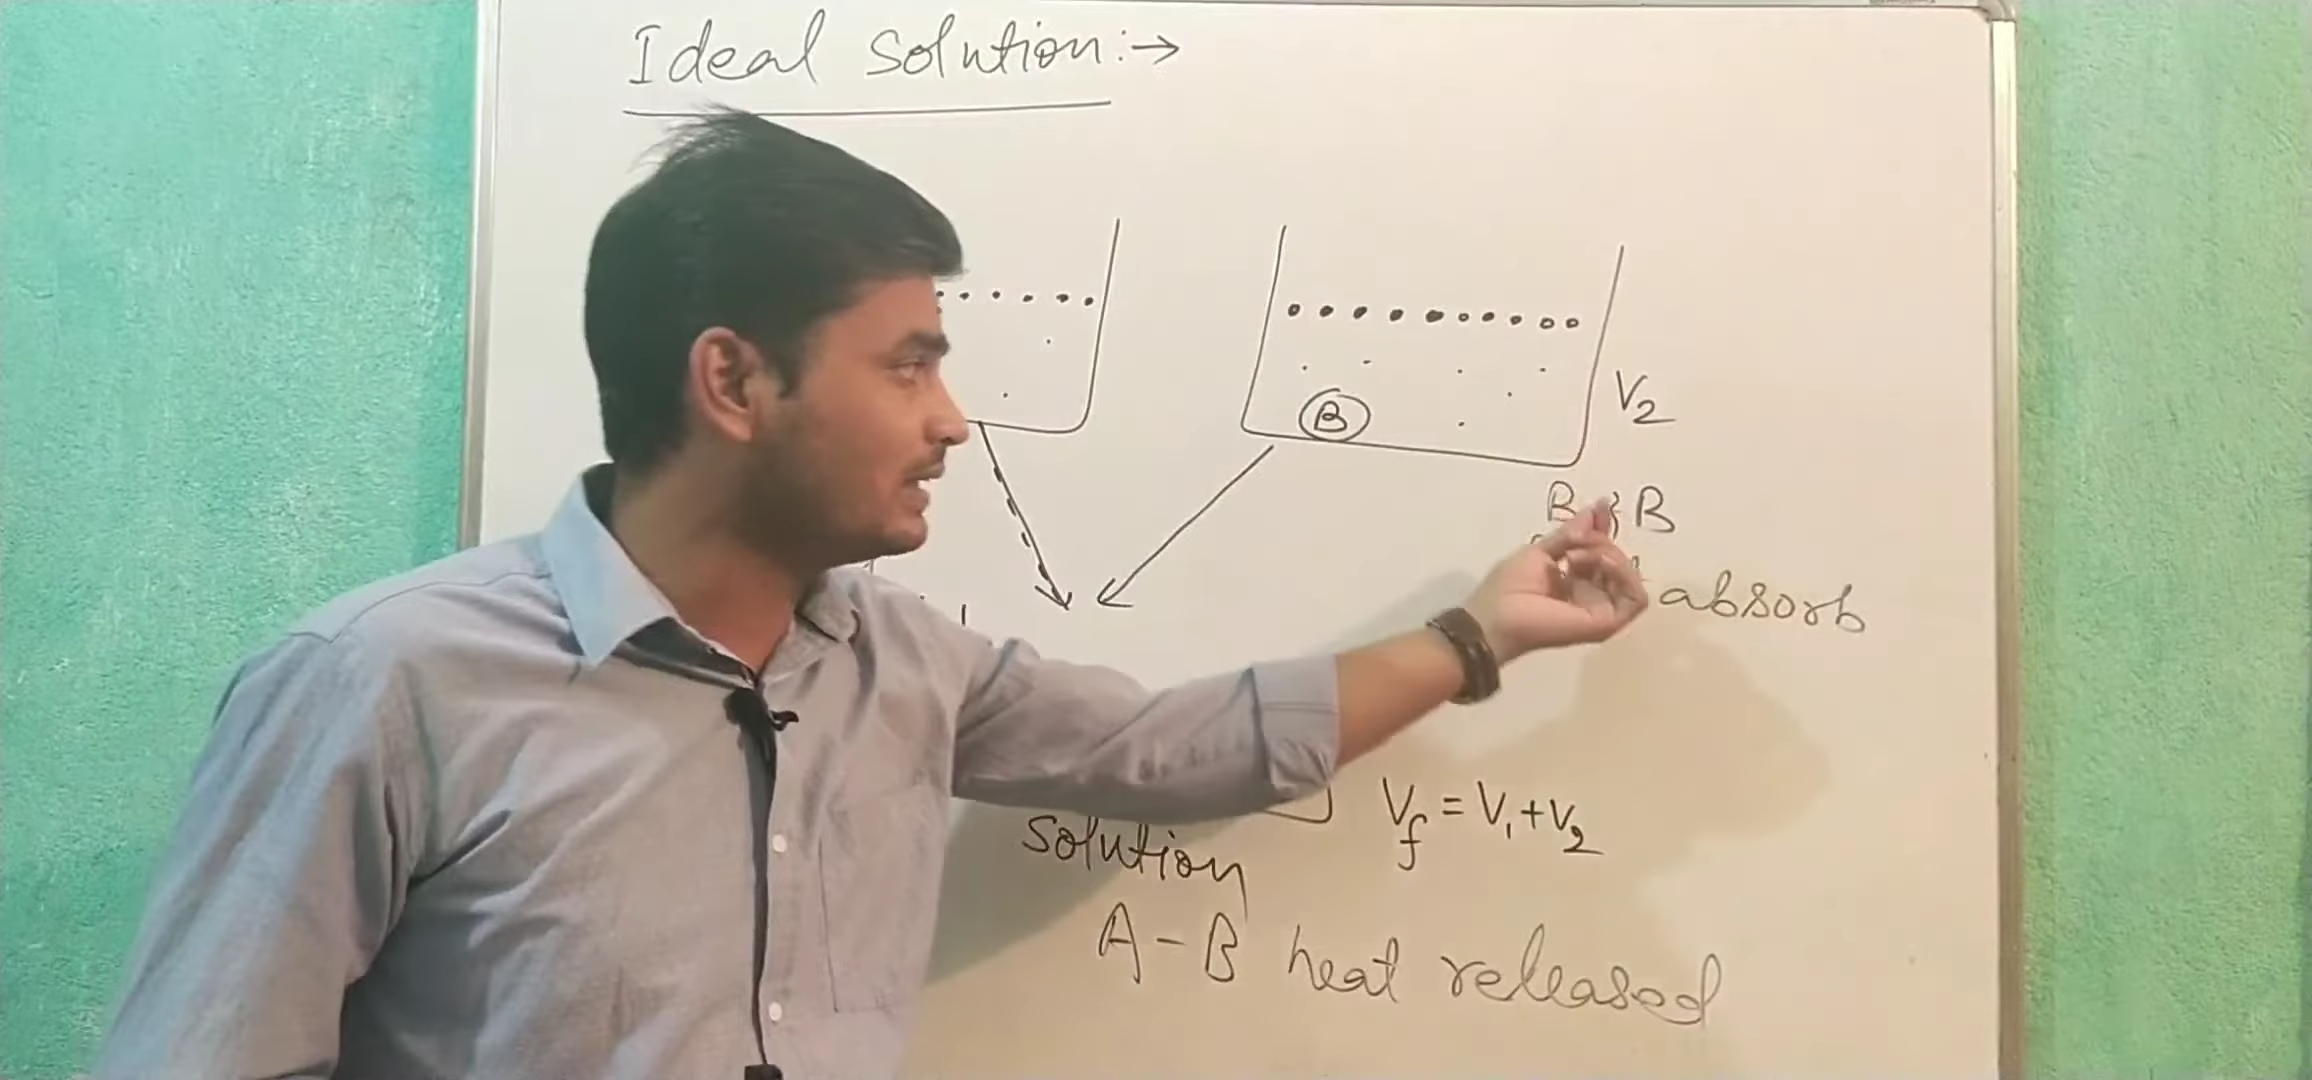 Ideal solution:→
B
V2
B B
absorb
solution
Vf = V1+V2
A-B heat released